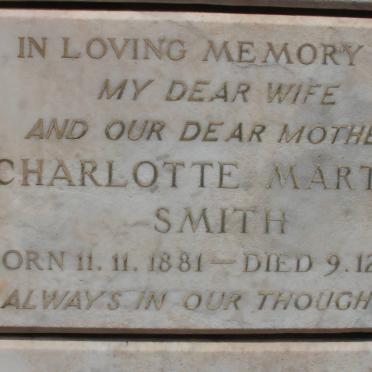 IN LOVING MEMORY
MY DEAR WIFE
AND OUR DEAR MOTHE
CHARLOTTE MART
SMITH
ORN 11.11.1881 — DIED 9.12
ALWAYS IN OUR THOUGH